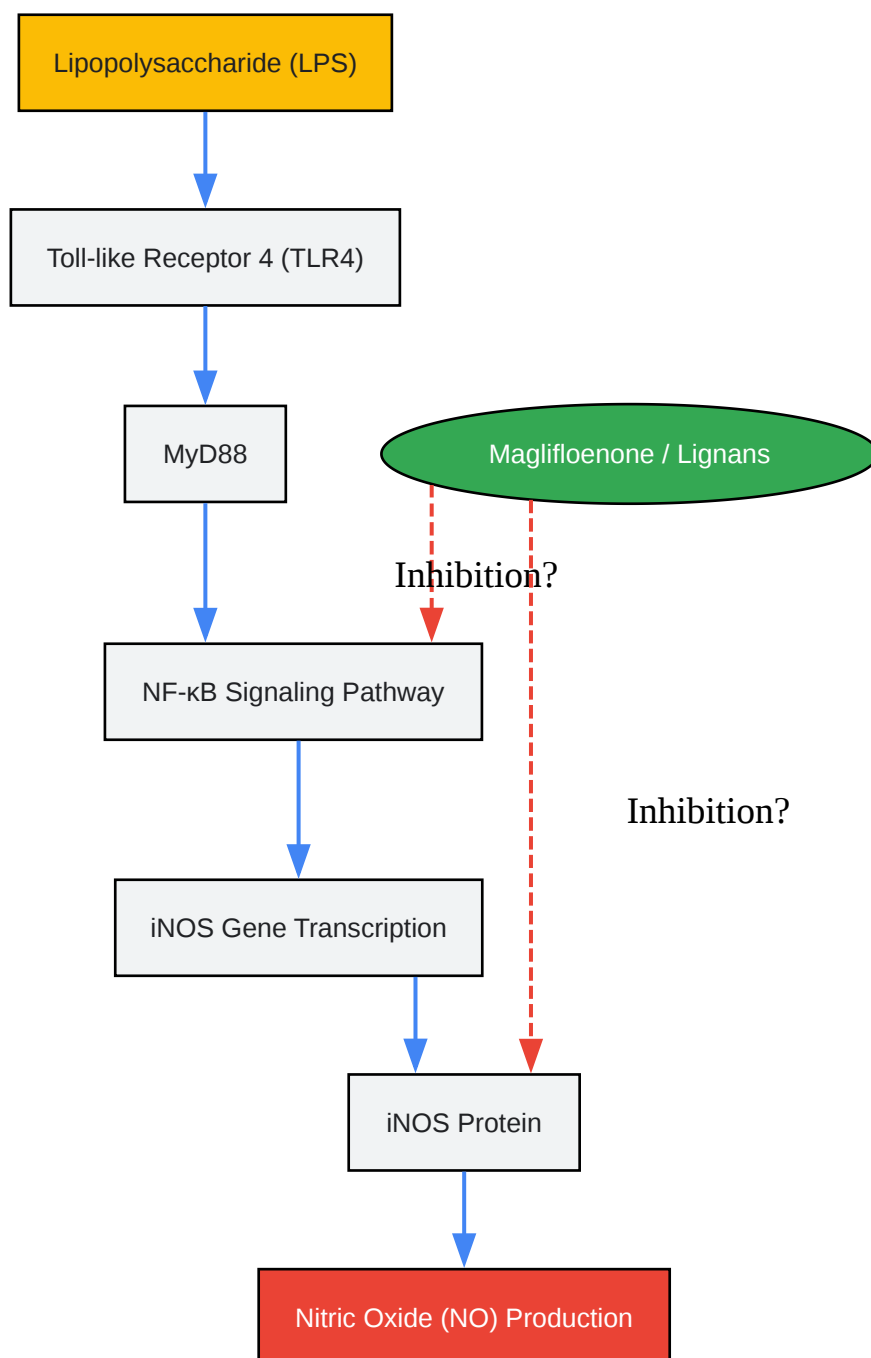 Lipopolysaccharide (LPS)
Toll-like Receptor 4 (TLR4)
MyD88
Maglifloenone / Lignans
Inhibition?
NF-κB Signaling Pathway
Inhibition?
iNOS Gene Transcription
iNOS Protein
Nitric Oxide (NO) Production